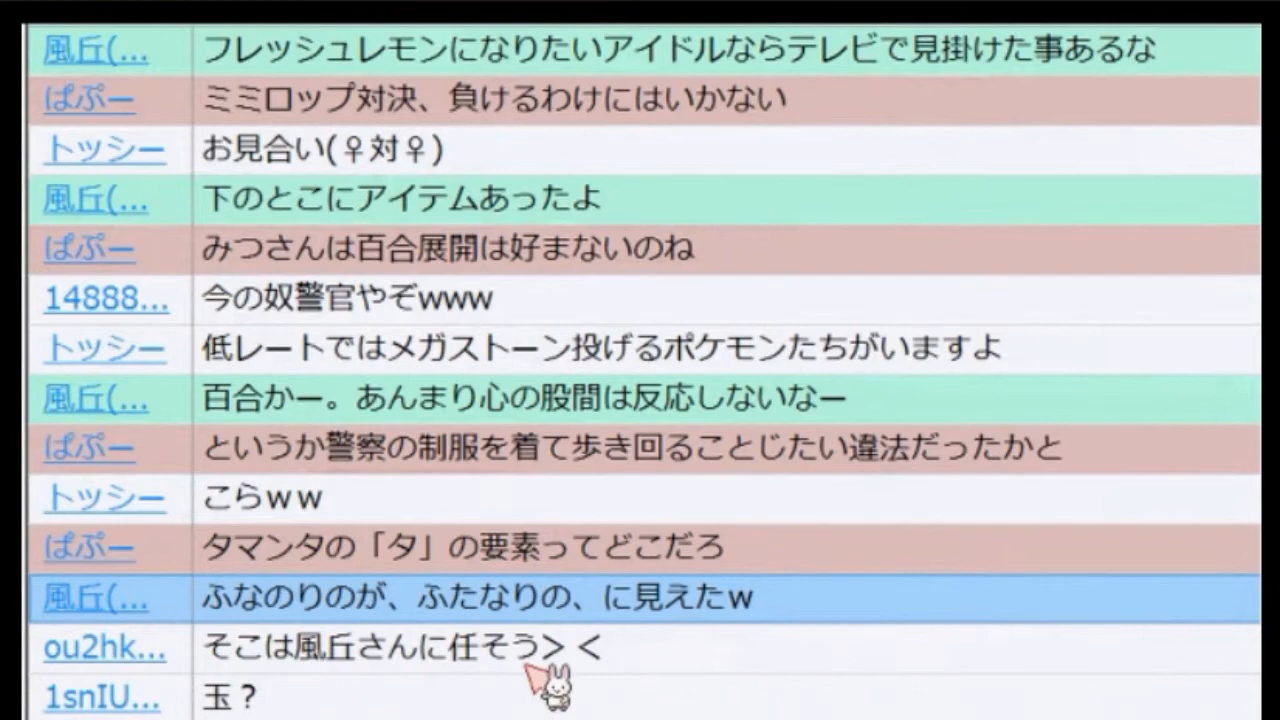 風丘(... フレッシュレモンになりたいアイドルならテレビで見掛けた事あるな
ぱぷー ミミロップ対決、負けるわけにはいかない
トッシー お見合い(♀対♀)
風丘(... 下のとこにアイテムあったよ
ぱぷー みつさんは百合展開は好まないのね
14888... 今の奴警官やぞwww
トッシー 低レートではメガストーン投げるポケモンたちがいますよ
風丘(... 百合かー。あんまり心の股間は反応しないなー
ぱぷー というか警察の制服を着て歩き回ることじたい違法だったかと
トッシー こらｗｗ
ぱぷー タマンタの「タ」の要素ってどこだろ
風丘(... ふなのりのが、ふたなりの、に見えたｗ
ou2hk... そこは風丘さんに任そう＞＜
1snIU... 玉？